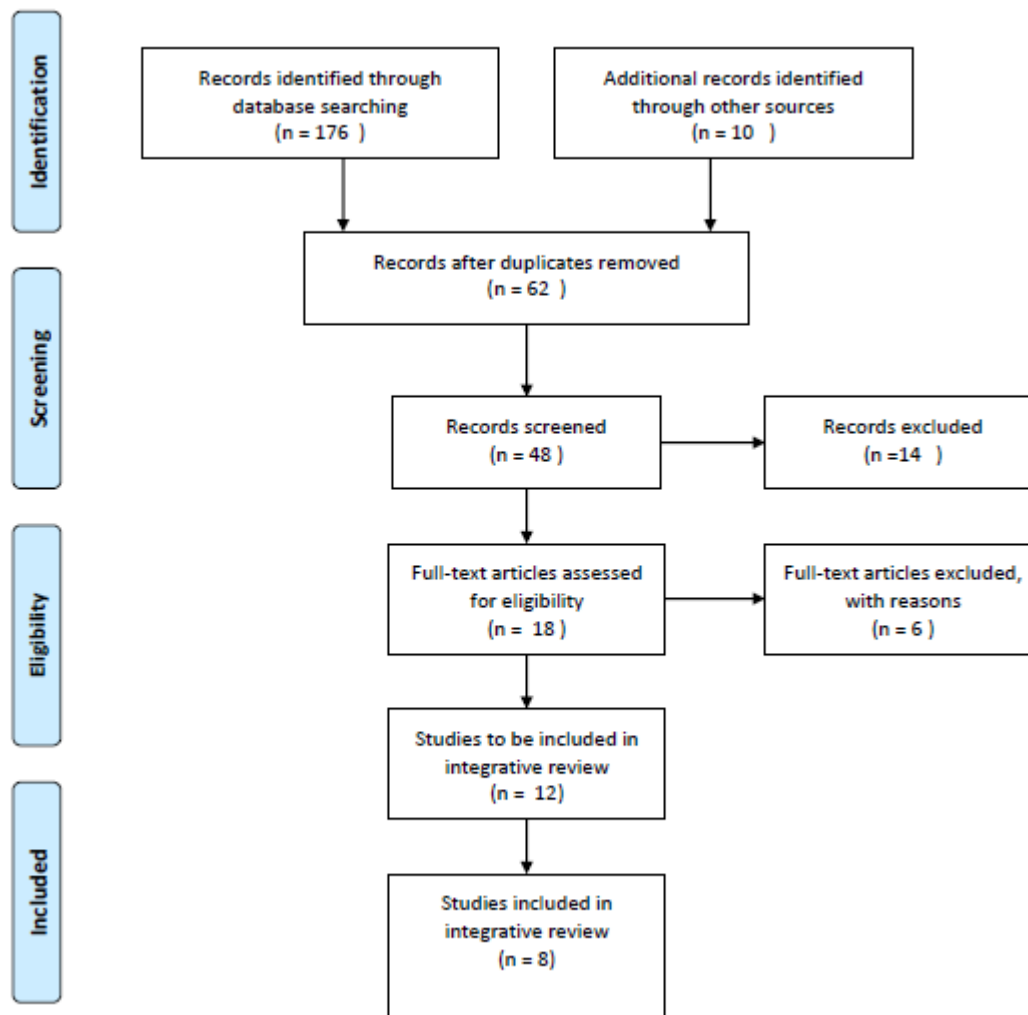 Identification
Records identified through
database searching
(n = 176  )
Additional records identified
through other sources
(n = 10   )
Records after duplicates removed
(n = 62  )
Screening
Records screened
(n = 48 )
Records excluded
(n =14   )
Eligibility
Full-text articles assessed
for eligibility
(n =  18 )
Full-text articles excluded,
with reasons
(n = 6 )
Studies to be included in
integrative review
(n =  12)
Included
Studies included in
integrative review
(n = 8)